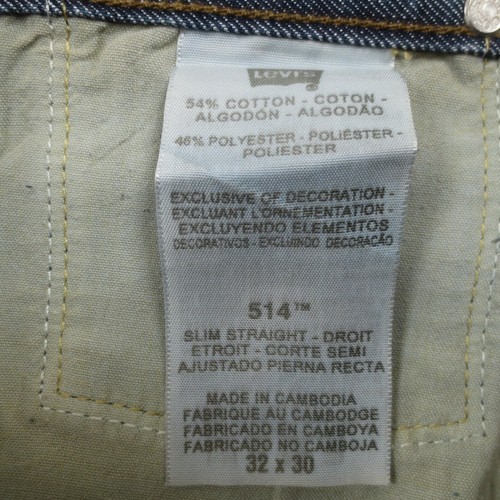 Levi's
54% COTTON - COTON -
ALGODÓN - ALGODÃO
46% POLYESTER - POLIÉSTER -
POLIESTER
EXCLUSIVE OF DECORATION -
EXCLUANT L'ORNEMENTATION -
EXCLUYENDO ELEMENTOS
DECORATIVOS - EXCLUINDO DECORAÇÃO
514™
SLIM STRAIGHT - DROIT
ETROIT - CORTE SEMI
AJUSTADO PIERNA RECTA
MADE IN CAMBODIA
FABRIQUE AU CAMBODGE
FABRICADO EN CAMBOYA
FABRICADO NO CAMBOJA
32 x 30